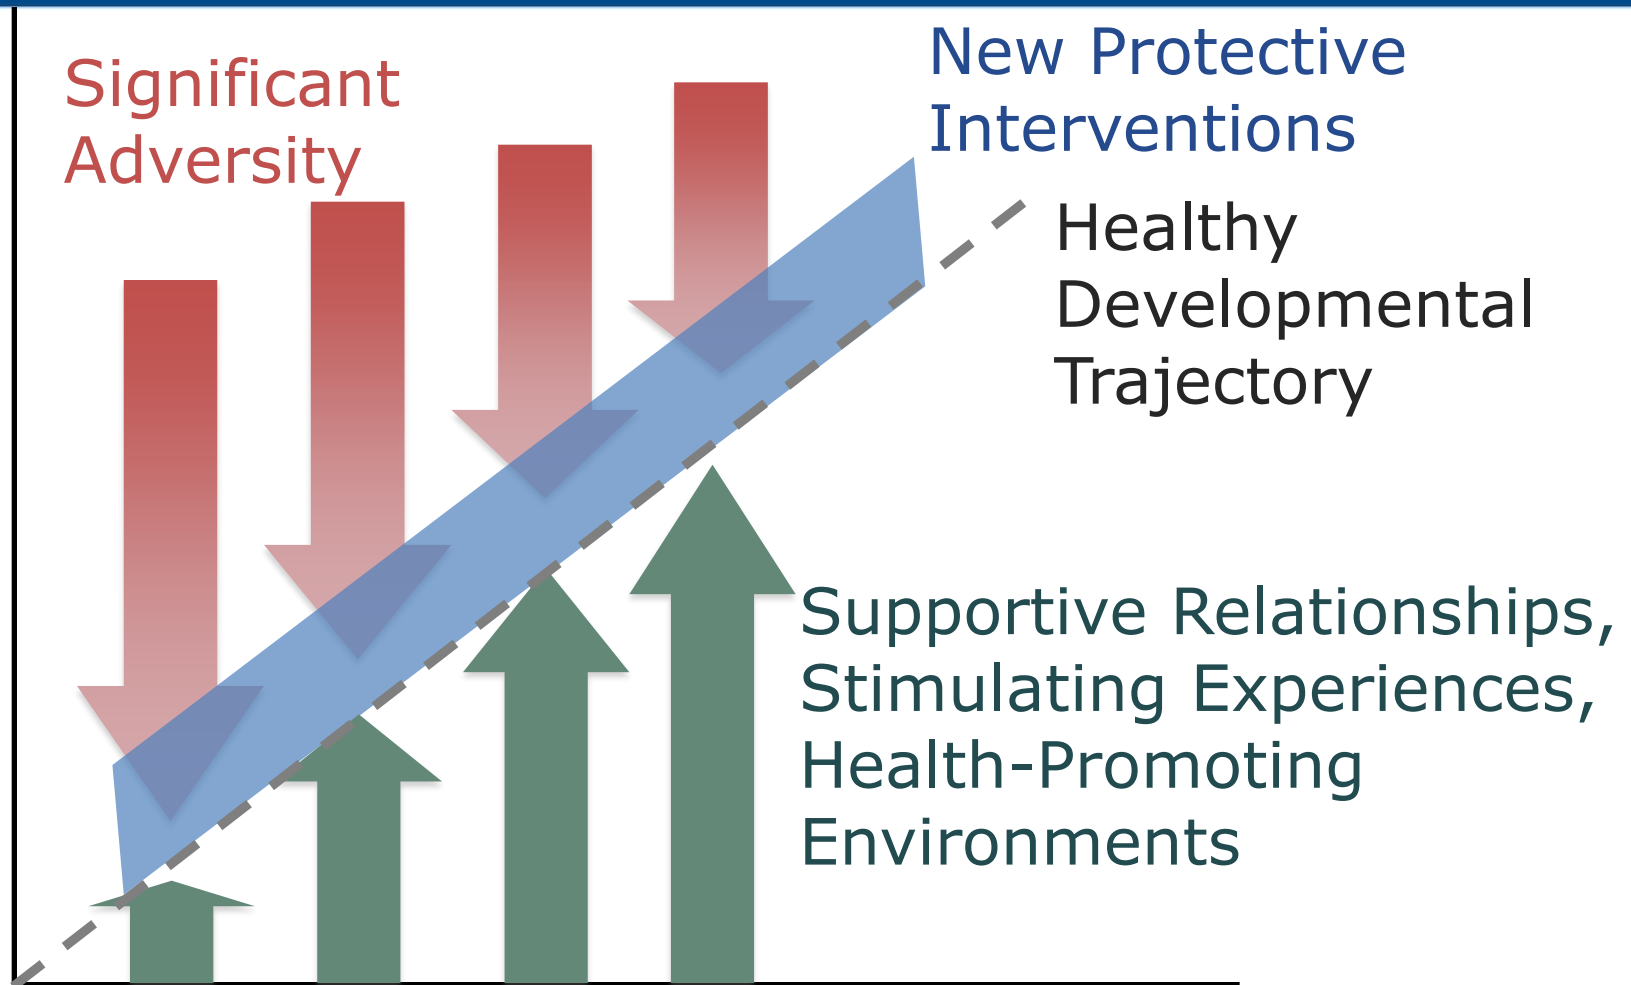 Significant
Adversity
New Protective
Interventions
Healthy
Developmental
Trajectory
Supportive Relationships,
Stimulating Experiences,
Health-Promoting
Environments